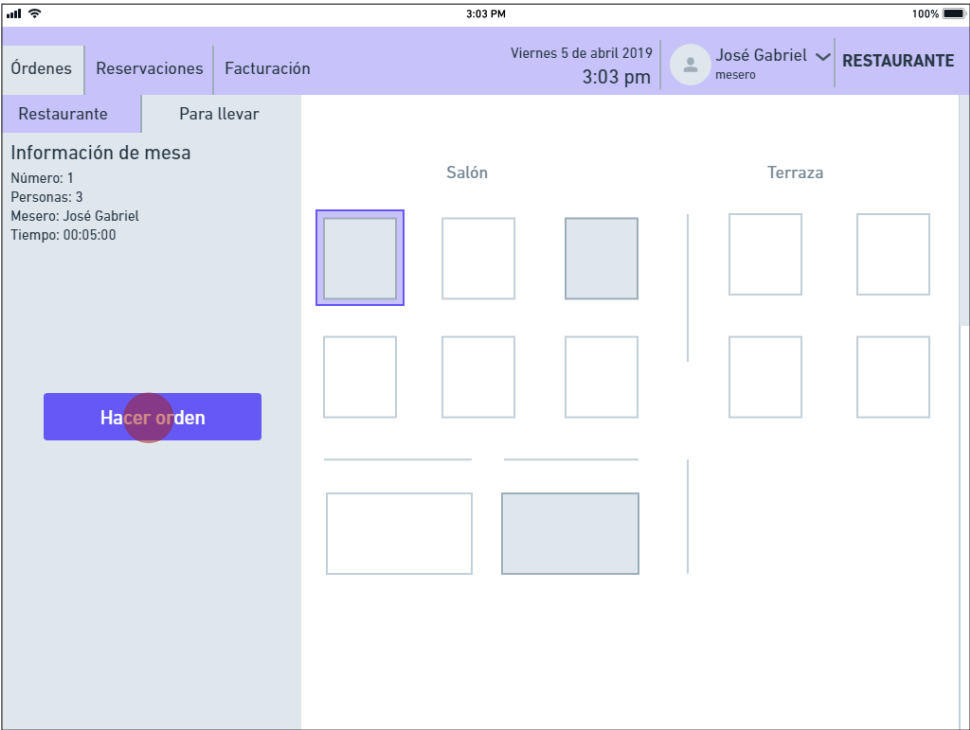 3:03 PM
100%
Órdenes
Reservaciones
Facturación
Viernes 5 de abril 2019
3:03 pm
José Gabriel
mesero
RESTAURANTE
Restaurante
Para llevar
Información de mesa
Número: 1
Personas: 3
Mesero: José Gabriel
Tiempo: 00:05:00
Hacer orden
Salón
Terraza